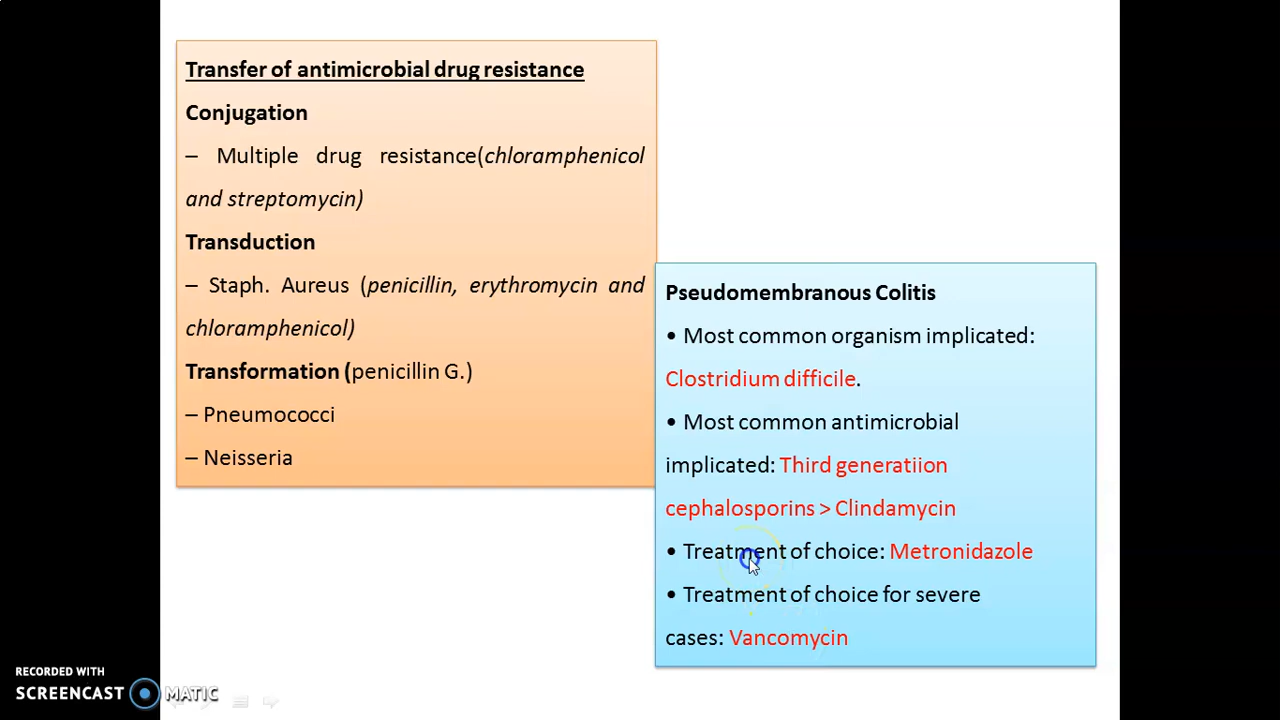 Transfer of antimicrobial drug resistance
Conjugation
– Multiple drug resistance(chloramphenicol
and streptomycin)
Transduction
– Staph. Aureus (penicillin, erythromycin and
chloramphenicol)
Transformation (penicillin G.)
– Pneumococci
– Neisseria
Pseudomembranous Colitis
• Most common organism implicated:
Clostridium difficile.
• Most common antimicrobial
implicated: Third generatiion
cephalosporins > Clindamycin
• Treatment of choice: Metronidazole
• Treatment of choice for severe
cases: Vancomycin
RECORDED WITH
SCREENCAST MATIC